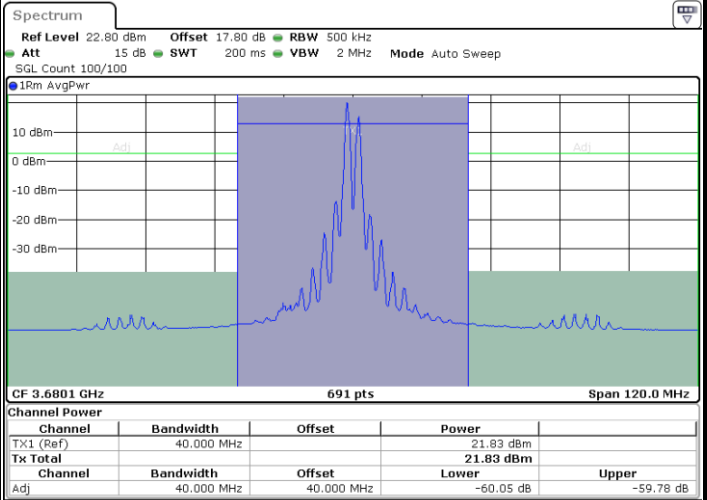 Spectrum
Ref Level 22.80 dBm Offset 17.80 dB RBW 500 kHz
Att 15 dB SWT 200 ms VBW 2 MHz Mode Auto Sweep
SGL Count 100/100
1Rm AvgPwr
10 dBm
Adj Adj
0 dBm
-10 dBm
-20 dBm
-30 dBm
CF 3.6801 GHz 691 pts Span 120.0 MHz
Channel Power
Channel Bandwidth Offset Power
TX1 (Ref) 40.000 MHz 21.83 dBm
Tx Total 21.83 dBm
Channel Bandwidth Offset Lower Upper
Adj 40.000 MHz 40.000 MHz -60.05 dB -59.78 dB